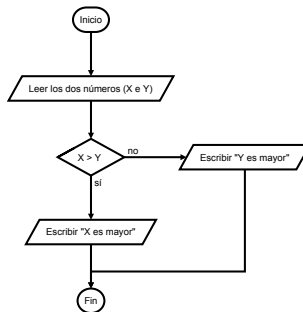 Inicio
Leer los dos números (X e Y)
X > Y
no
Escribir "Y es mayor"
sí
Escribir "X es mayor"
Fin